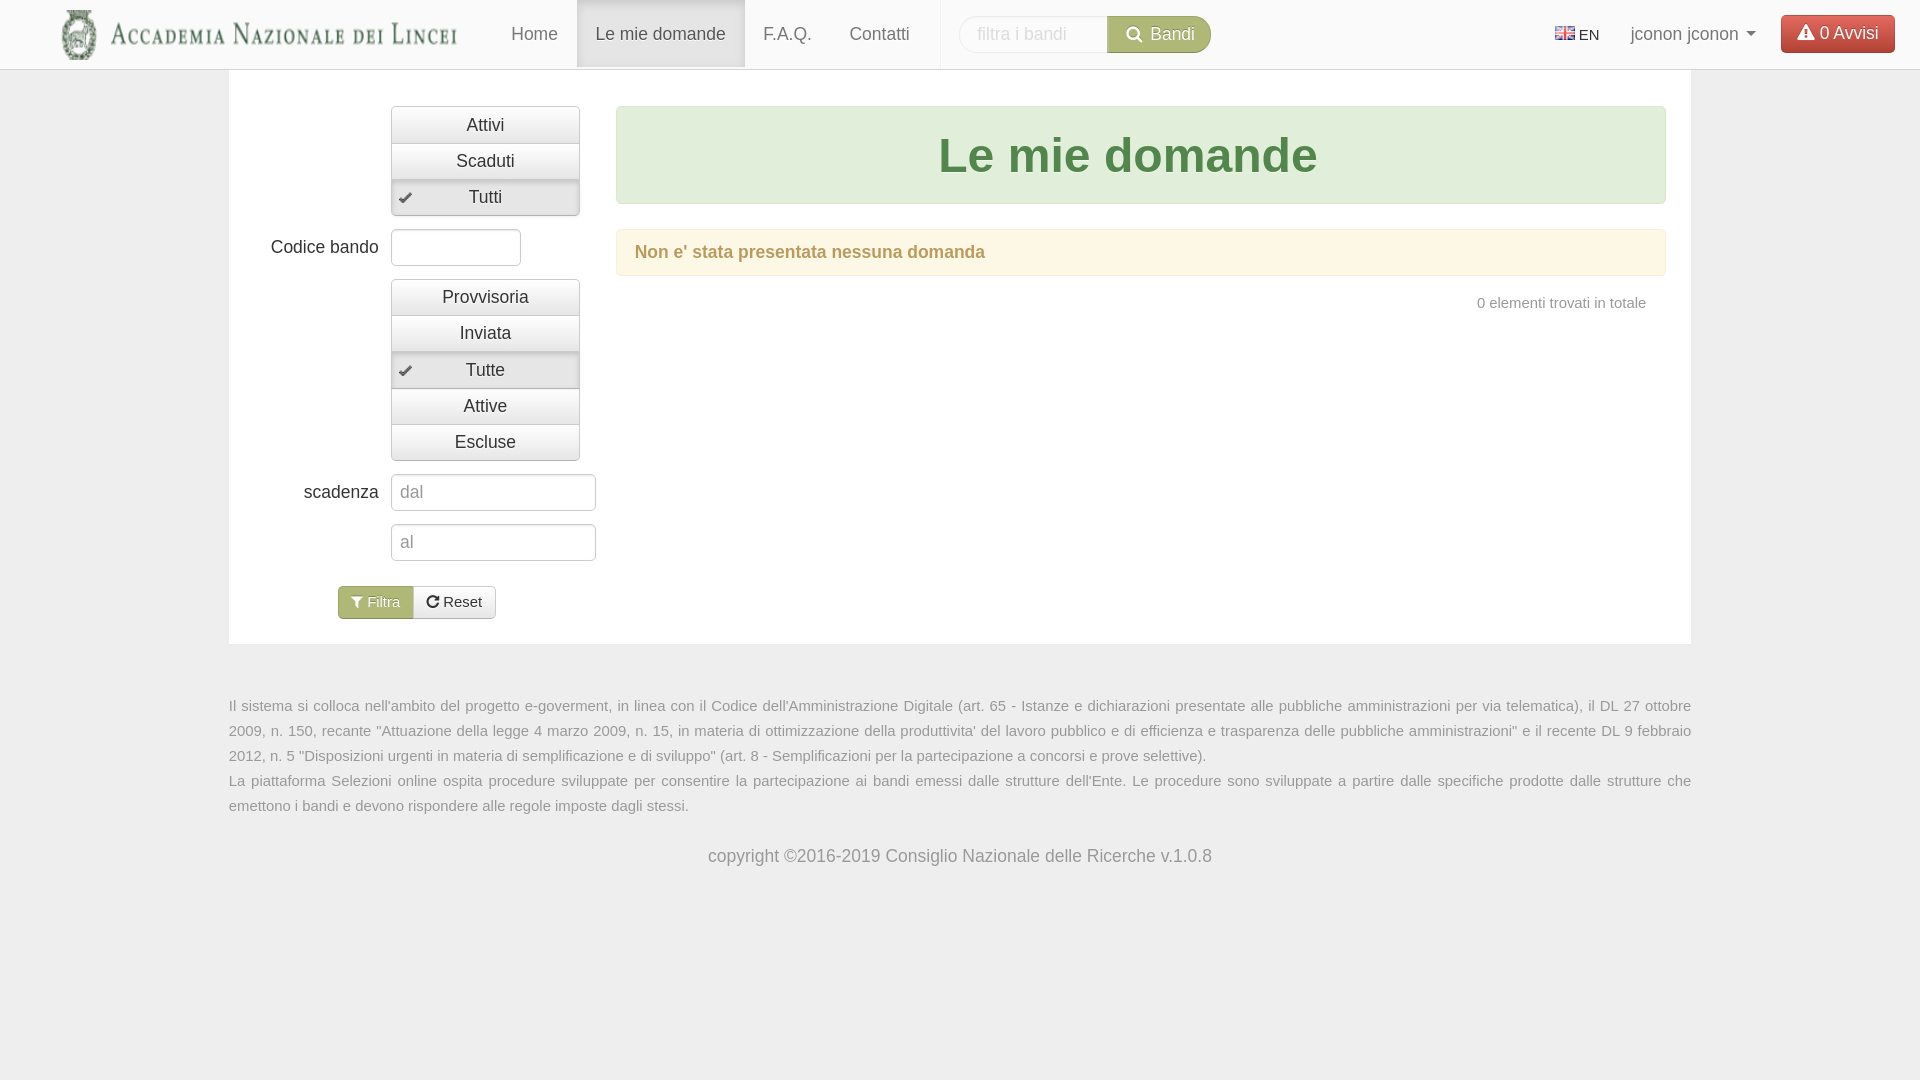 Accademia Nazionale dei Lincei
Home
Le mie domande
F.A.Q.
Contatti
filtra i bandi
Bandi
EN
jconon jconon
0 Avvisi
Attivi
Scaduti
Tutti
Codice bando
Provvisoria
Inviata
Tutte
Attive
Escluse
scadenza
dal
al
Filtra
Reset
Le mie domande
Non e' stata presentata nessuna domanda
0 elementi trovati in totale
Il sistema si colloca nell'ambito del progetto e-goverment, in linea con il Codice dell'Amministrazione Digitale (art. 65 - Istanze e dichiarazioni presentate alle pubbliche amministrazioni per via telematica), il DL 27 ottobre
2009, n. 150, recante "Attuazione della legge 4 marzo 2009, n. 15, in materia di ottimizzazione della produttivita' del lavoro pubblico e di efficienza e trasparenza delle pubbliche amministrazioni" e il recente DL 9 febbraio
2012, n. 5 "Disposizioni urgenti in materia di semplificazione e di sviluppo" (art. 8 - Semplificazioni per la partecipazione a concorsi e prove selettive).
La piattaforma Selezioni online ospita procedure sviluppate per consentire la partecipazione ai bandi emessi dalle strutture dell'Ente. Le procedure sono sviluppate a partire dalle specifiche prodotte dalle strutture che
emettono i bandi e devono rispondere alle regole imposte dagli stessi.
copyright ©2016-2019 Consiglio Nazionale delle Ricerche v.1.0.8